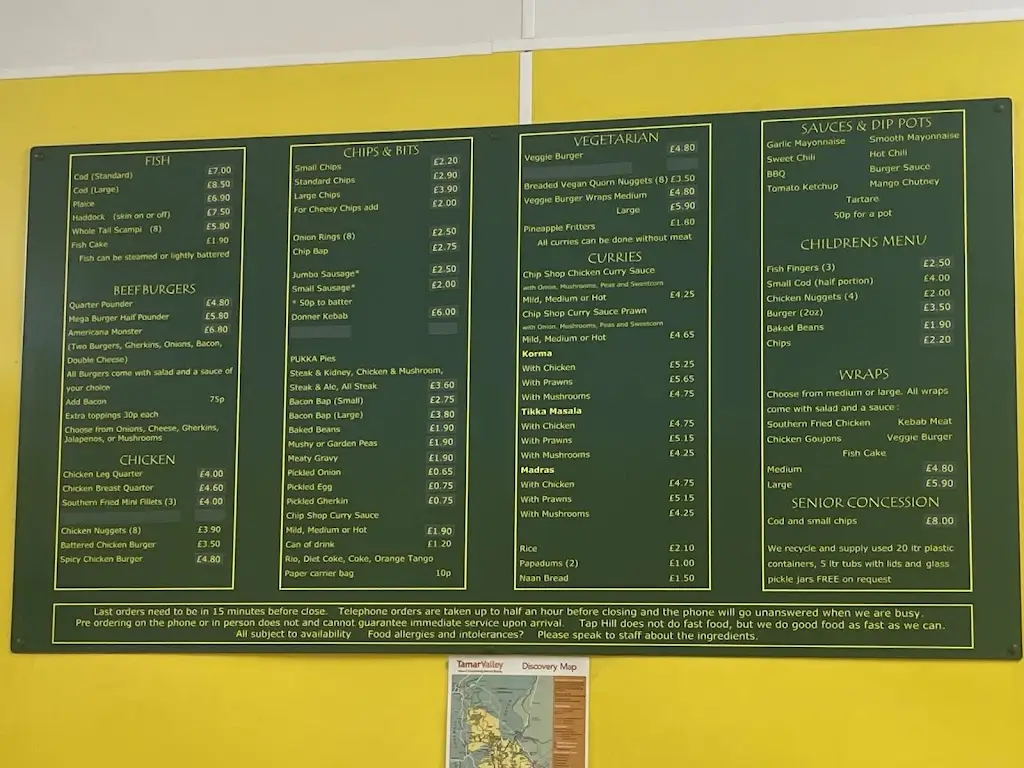 FISH
Cod (Standard) £7.00
Cod (Large) £8.50
Plaice £6.90
Haddock (skin on or off) £7.50
Whole Tail Scampi (8) £5.80
Fish Cake £1.90
Fish can be steamed or lightly battered
BEEF BURGERS
Quarter Pounder £4.80
Mega Burger Half Pounder £5.80
Americana Monster £6.80
(Two Burgers, Gherkins, Onions, Bacon,
Double Cheese)
All Burgers come with salad and a sauce of
your choice
Add Bacon 75p
Extra toppings 30p each
Choose from Onions, Cheese, Gherkins,
Jalapenos, or Mushrooms
CHICKEN
Chicken Leg Quarter £4.00
Chicken Breast Quarter £4.60
Southern Fried Mini Fillets (3) £4.00
Chicken Nuggets (8) £3.90
Battered Chicken Burger £3.50
Spicy Chicken Burger £4.80
CHIPS & BITS
Small Chips £2.20
Standard Chips £2.90
Large Chips £3.90
For Cheesy Chips add £2.00
Onion Rings (8) £2.50
Chip Bap £2.75
Jumbo Sausage* £2.50
Small Sausage* £2.00
* 50p to batter
Donner Kebab £6.00
PUKKA Pies
Steak & Kidney, Chicken & Mushroom,
Steak & Ale, All Steak £3.60
Bacon Bap (Small) £2.75
Bacon Bap (Large) £3.80
Baked Beans £1.90
Mushy or Garden Peas £1.90
Meaty Gravy £1.90
Pickled Onion £0.65
Pickled Egg £0.75
Pickled Gherkin £0.75
Chip Shop Curry Sauce
Mild, Medium or Hot £1.90
Can of drink £1.20
Rio, Diet Coke, Coke, Orange Tango
Paper carrier bag 10p
VEGETARIAN
Veggie Burger £4.80
Breaded Vegan Quorn Nuggets (8) £3.50
Veggie Burger Wraps Medium £4.80
Large £5.90
Pineapple Fritters £1.80
All curries can be done without meat
CURRIES
Chip Shop Chicken Curry Sauce
with Onion, Mushrooms, Peas and Sweetcorn
Mild, Medium or Hot £4.25
Chip Shop Curry Sauce Prawn
with Onion, Mushrooms, Peas and Sweetcorn
Mild, Medium or Hot £4.65
Korma
With Chicken £5.25
With Prawns £5.65
With Mushrooms £4.75
Tikka Masala
With Chicken £4.75
With Prawns £5.15
With Mushrooms £4.25
Madras
With Chicken £4.75
With Prawns £5.15
With Mushrooms £4.25
Rice £2.10
Papadums (2) £1.00
Naan Bread £1.50
SAUCES & DIP POTS
Garlic Mayonnaise Smooth Mayonnaise
Sweet Chili Hot Chili
BBQ Burger Sauce
Tomato Ketchup Mango Chutney
Tartare
50p for a pot
CHILDRENS MENU
Fish Fingers (3) £2.50
Small Cod (half portion) £4.00
Chicken Nuggets (4) £2.00
Burger (2oz) £3.50
Baked Beans £1.90
Chips £2.20
WRAPS
Choose from medium or large. All wraps
come with salad and a sauce :
Southern Fried Chicken Kebab Meat
Chicken Goujons Veggie Burger
Fish Cake
Medium £4.80
Large £5.90
SENIOR CONCESSION
Cod and small chips £8.00
We recycle and supply used 20 ltr plastic
containers, 5 ltr tubs with lids and glass
pickle jars FREE on request
Last orders need to be in 15 minutes before close. Telephone orders are taken up to half an hour before closing and the phone will go unanswered when we are busy.
Pre ordering on the phone or in person does not and cannot guarantee immediate service upon arrival. Tap Hill does not do fast food, but we do good food as fast as we can.
All subject to availability Food allergies and intolerances? Please speak to staff about the ingredients.
TamarValley Discovery Map